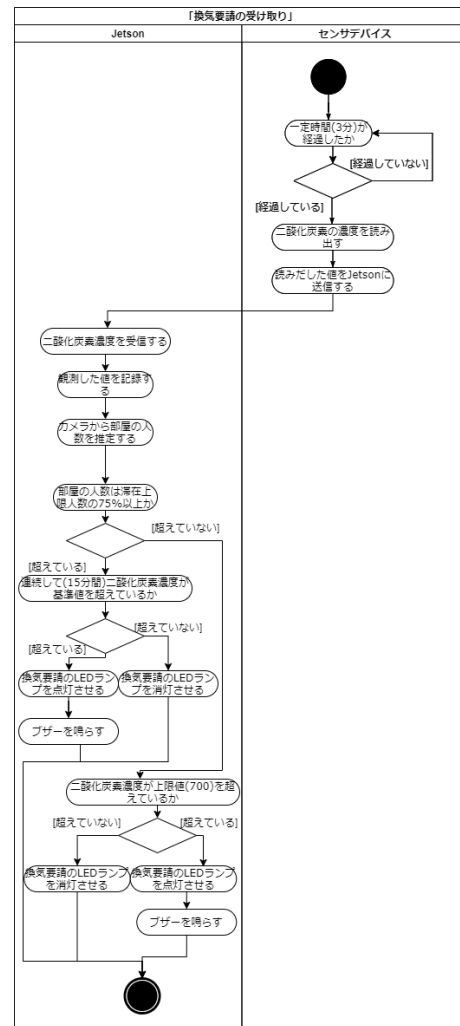 「換気要請の受け取り」
Jetson
センサデバイス
一定時間(3分)が
経過したか
[経過していない]
[経過している]
二酸化炭素の濃度を読み
出す
読みだした値をJetsonに
送信する
二酸化炭素濃度を受信する
観測した値を記録す
る
カメラから部屋の人
数を推定する
部屋の人数は滞在上
限人数の75%以上か
[超えていない]
[超えている]
連続して(15分間)二酸化炭素濃度が
基準値を超えているか
[超えていない]
[超えている]
換気要請のLEDラン
プを点灯させる
換気要請のLEDラン
プを消灯させる
ブザーを鳴らす
二酸化炭素濃度が上限値(700)を超
えているか
[超えていない]
[超えている]
換気要請のLEDランプ
を消灯させる
換気要請のLEDランプ
を点灯させる
ブザーを鳴らす